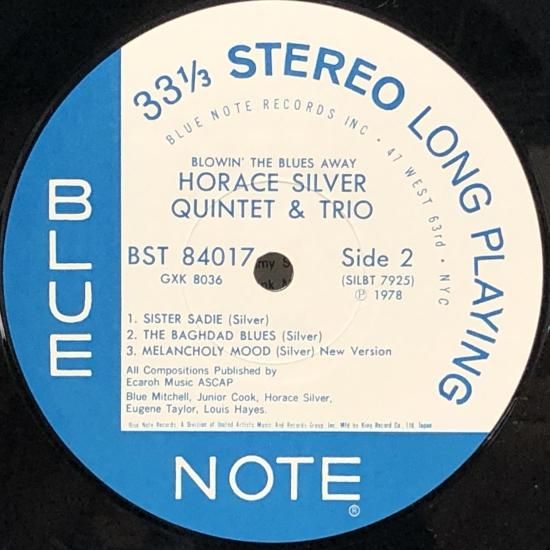 33 1/3 STEREO LONG PLAYING
BLUE NOTE RECORDS INC • 47 WEST 63rd • NYC
BLOWIN' THE BLUES AWAY
HORACE SILVER
QUINTET & TRIO
BST 84017
Side 2
GXK 8036
(SILBT 7925)
℗ 1978
1. SISTER SADIE (Silver)
2. THE BAGHDAD BLUES (Silver)
3. MELANCHOLY MOOD (Silver) New Version
All Compositions Published by
Ecaroh Music ASCAP
Blue Mitchell, Junior Cook, Horace Silver,
Eugene Taylor, Louis Hayes.
Blue Note Records, A Division of United Artists Music And Records Group, Inc. Mfd by King Record Co., Ltd. Japan
BLUE
NOTE®